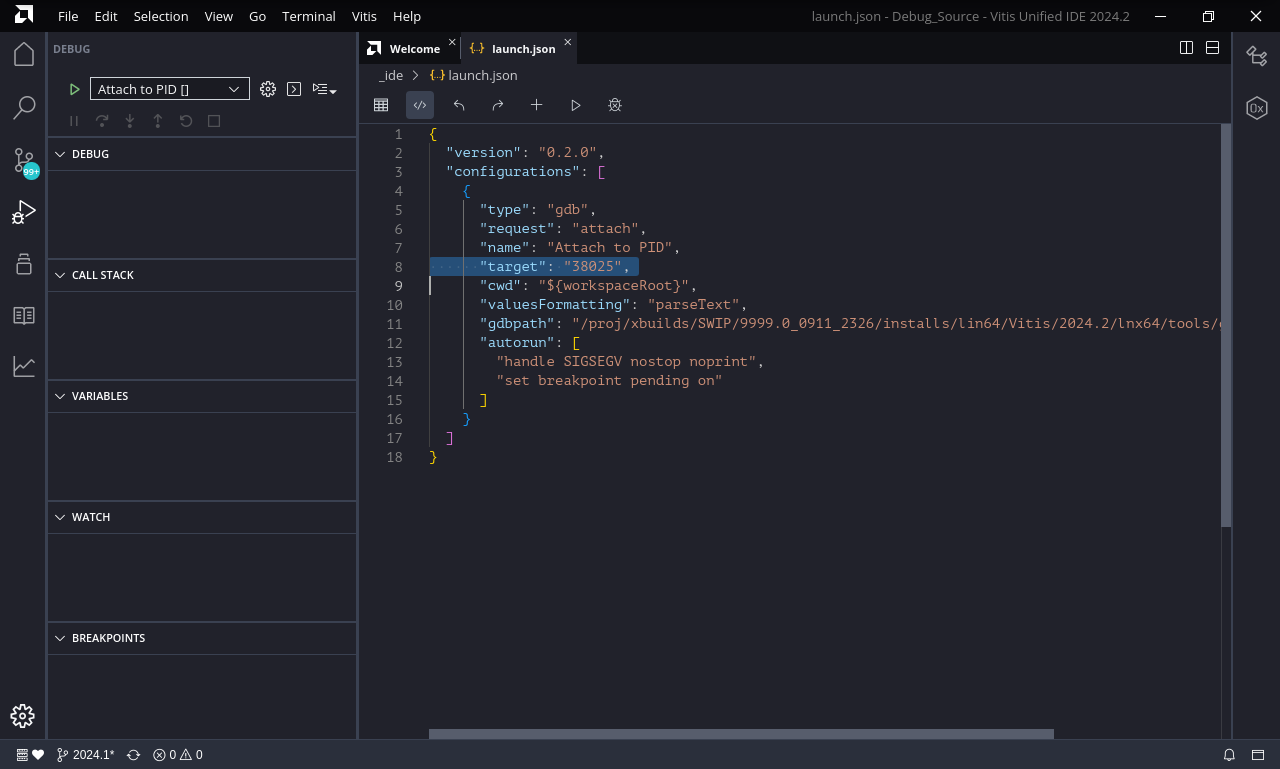 File Edit Selection View Go Terminal Vitis Help
launch.json - Debug_Source - Vitis Unified IDE 2024.2
DEBUG
Attach to PID []
Welcome
{..} launch.json
_ide > {..} launch.json
99+
0x
DEBUG
CALL STACK
VARIABLES
WATCH
BREAKPOINTS
1 {
2 "version": "0.2.0",
3 "configurations": [
4 {
5 "type": "gdb",
6 "request": "attach",
7 "name": "Attach to PID",
8 "target": "38025",
9 "cwd": "${workspaceRoot}",
10 "valuesFormatting": "parseText",
11 "gdbpath": "/proj/xbuilds/SWIP/9999.0_0911_2326/installs/lin64/Vitis/2024.2/lnx64/tools/
12 "autorun": [
13 "handle SIGSEGV nostop noprint",
14 "set breakpoint pending on"
15 ]
16 }
17 ]
18 }
2024.1* 0 0